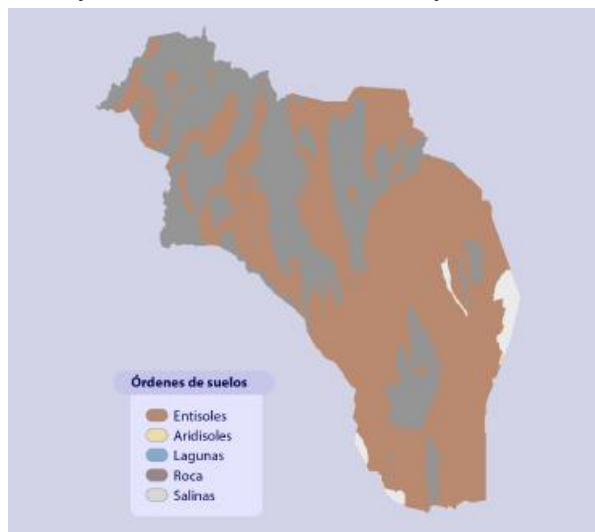 Órdenes de suelos
Entisoles
Aridisoles
Lagunas
Roca
Salinas